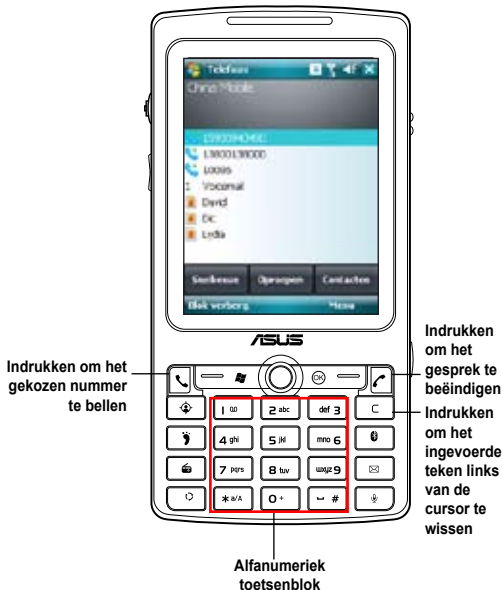 Telefoon
China Mobile
13800138000
10086
Voicemail
David
Eic
Lydia
Snelkeuze Oproepen Contacten
Blok verberg Menu
ASUS
Indrukken om het
gekozen nummer
te bellen
Indrukken
om het
gesprek te
beëindigen
OK
1 2 abc def 3 C
4 ghi 5 jkl mno 6
7 pqrs 8 tuv wxyz 9
* a/A 0 + #
Indrukken
om het
ingevoerde
teken links
van de
cursor te
wissen
Alfanumeriek
toetsenblok